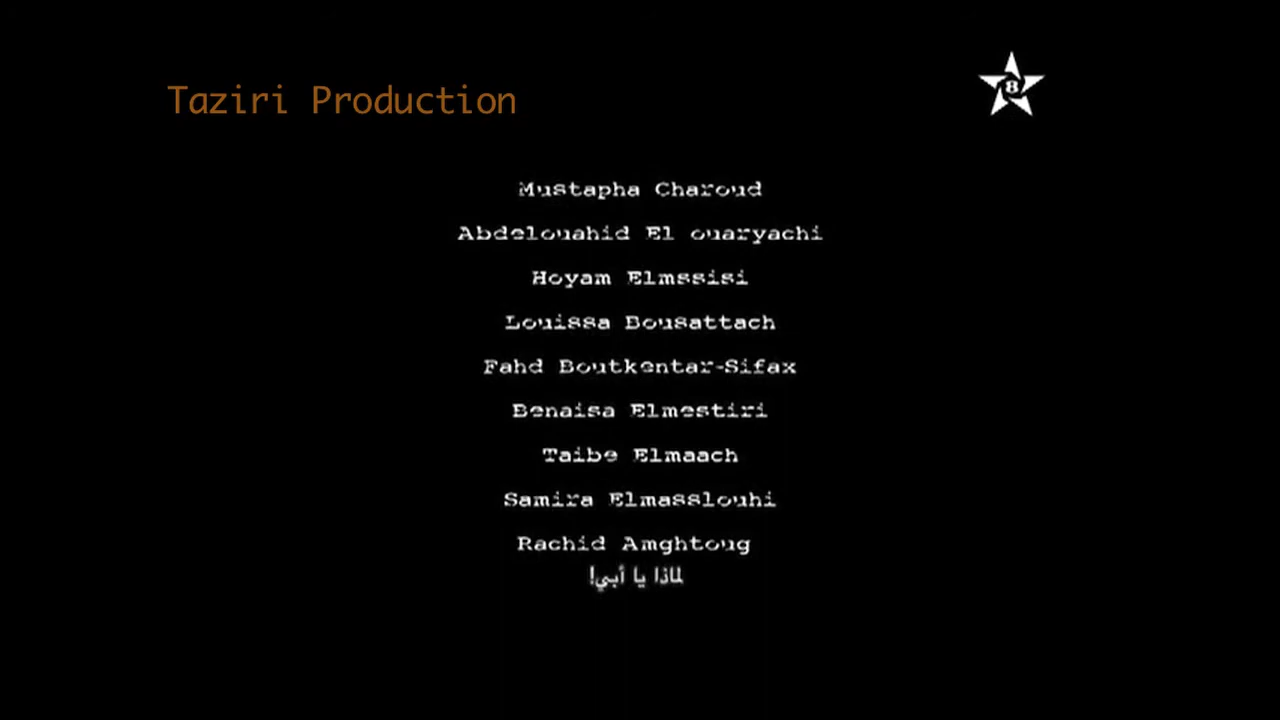 Taziri Production
8
Mustapha Charoud
Abdelouahid El ouaryachi
Hoyam Elmssisi
Louissa Bousattach
Fahd Boutkentar-Sifax
Benaisa Elmestiri
Taibe Elmaach
Samira Elmasslouhi
Rachid Amghtoug
لماذا يا أبي!